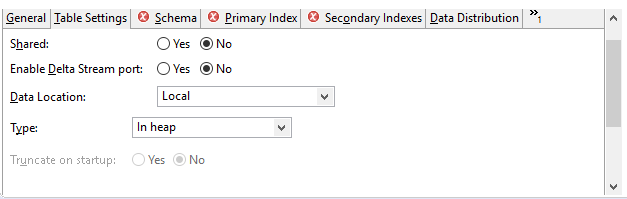 General Table Settings Schema Primary Index Secondary Indexes Data Distribution »1
Shared: Yes No
Enable Delta Stream port: Yes No
Data Location: Local
Type: In heap
Truncate on startup: Yes No